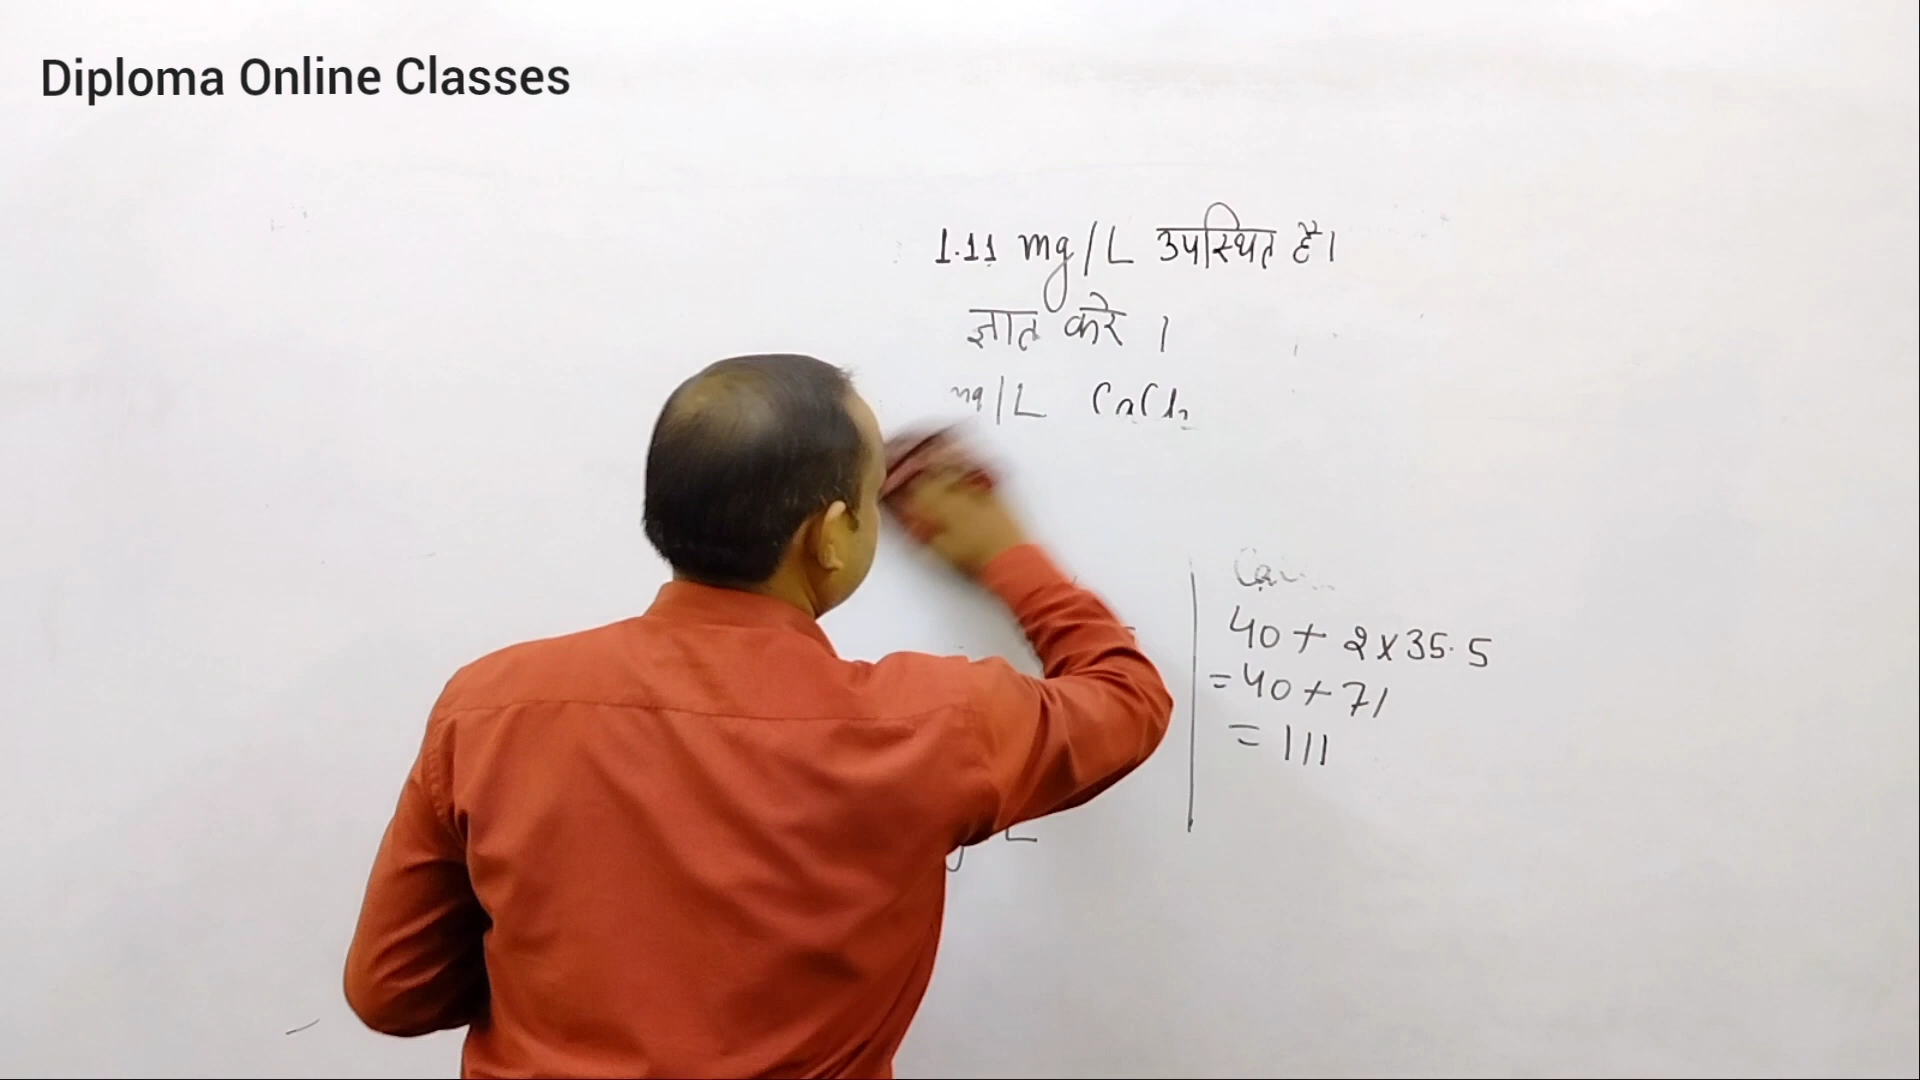 Diploma Online Classes
1.11 mg/L उपस्थित है।
ज्ञात करे ।
mg/L CaCl2
40 + 2 x 35.5
= 40 + 71
= 111
L